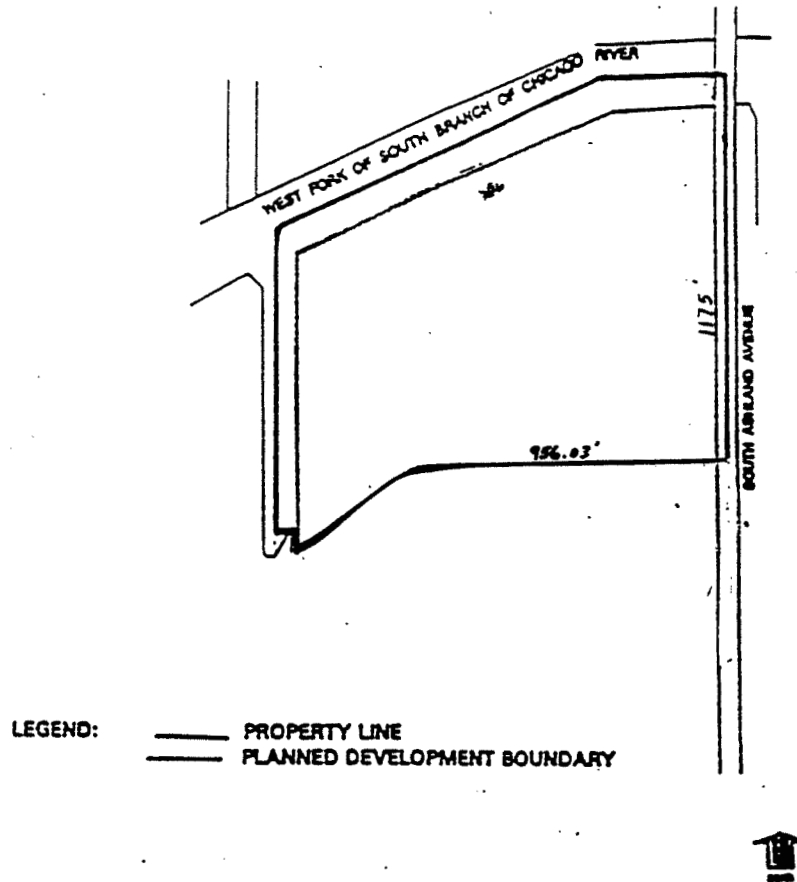 WEST FORK OF SOUTH BRANCH OF CHICAGO RIVER
1175'
SOUTH ASHLAND AVENUE
956.03'
LEGEND:
PROPERTY LINE
PLANNED DEVELOPMENT BOUNDARY